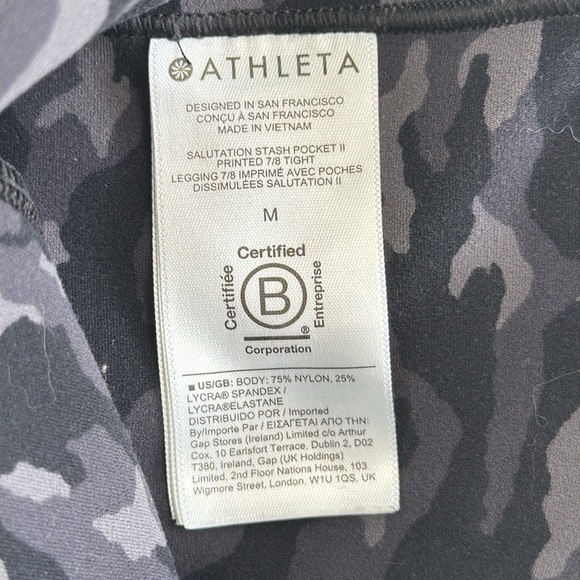 ATHLETA
DESIGNED IN SAN FRANCISCO
CONÇU À SAN FRANCISCO
MADE IN VIETNAM
SALUTATION STASH POCKET II
PRINTED 7/8 TIGHT
LEGGING 7/8 IMPRIMÉ AVEC POCHES
DISSIMULÉES SALUTATION II
M
Certified
Certifiée
B
Entreprise
®
Corporation
US/GB: BODY: 75% NYLON, 25%
LYCRA® SPANDEX /
LYCRA®ELASTANE
DISTRIBUIDO POR / Imported
By/Importe Par / ΕΙΣΑΓΕΤΑΙ ΑΠΟ ΤΗΝ:
Gap Stores (Ireland) Limited c/o Arthur
Cox, 10 Earlsfort Terrace, Dublin 2, D02
T380, Ireland, Gap (UK Holdings)
Limited, 2nd Floor Nations House, 103
Wigmore Street, London, W1U 1QS, UK